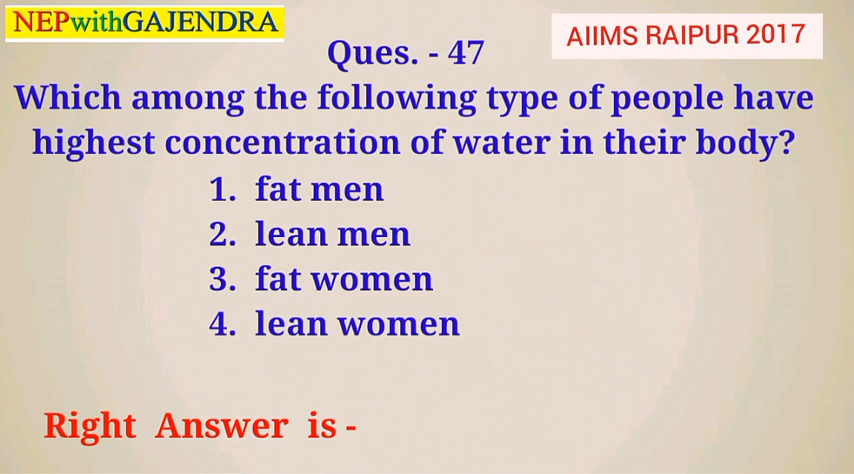 NEPwithGAJENDRA
AIIMS RAIPUR 2017
Ques. - 47
Which among the following type of people have
highest concentration of water in their body?
1. fat men
2. lean men
3. fat women
4. lean women
Right Answer is -